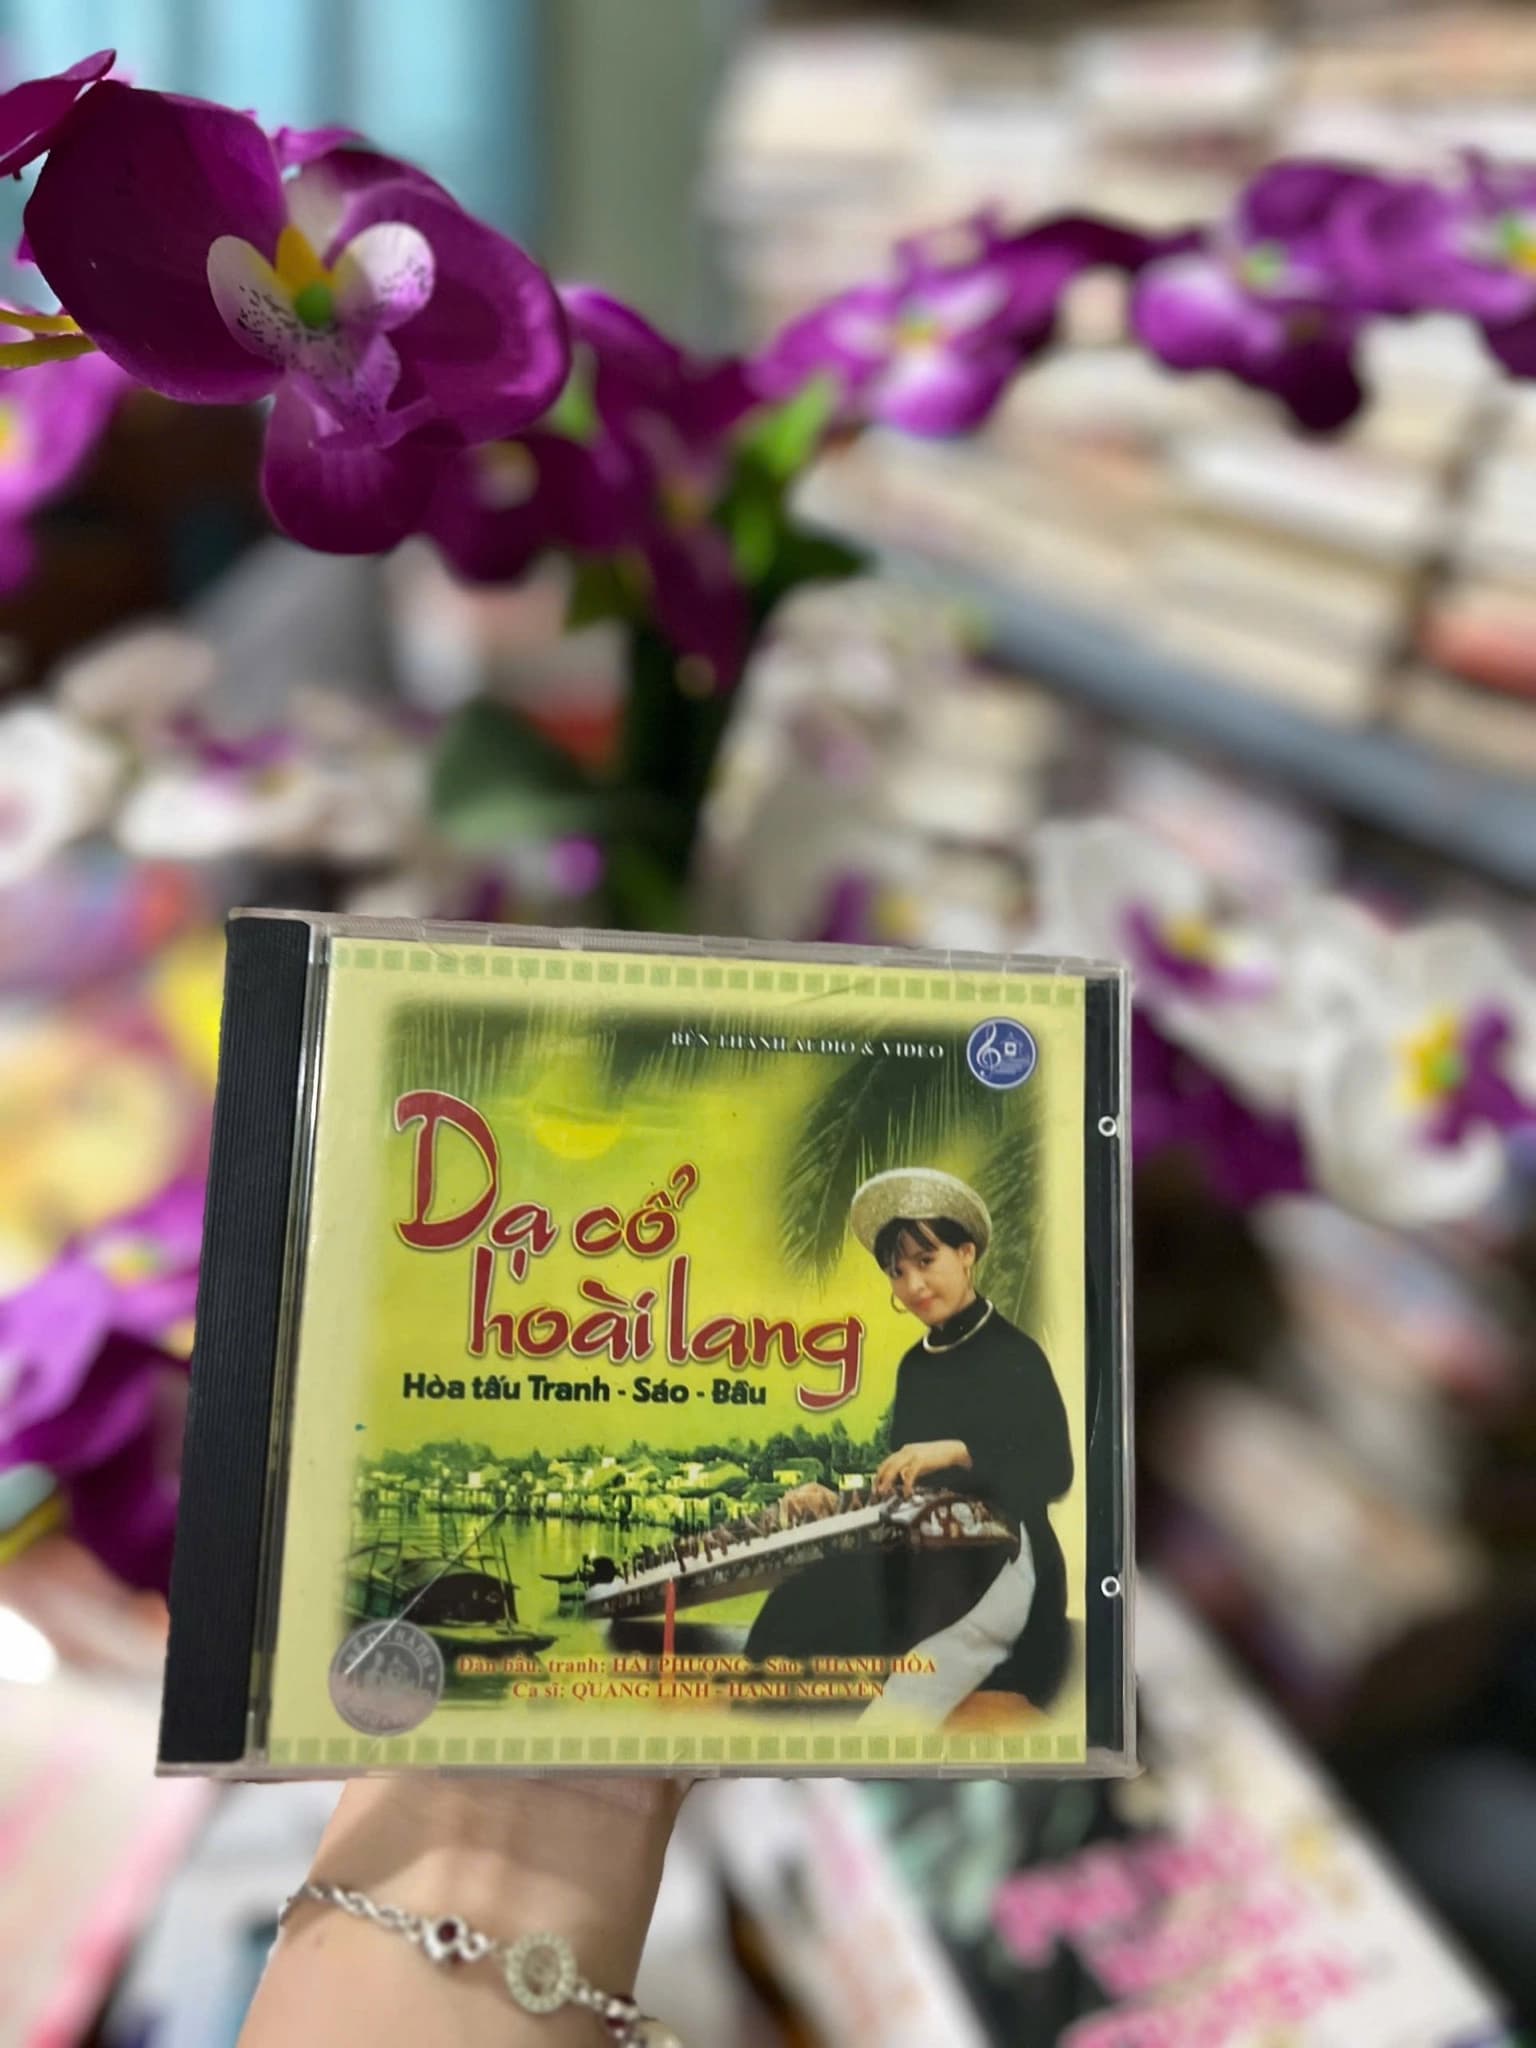 BẾN THÀNH AUDIO & VIDEO
Dạ cổ
hoài lang
Hòa tấu Tranh - Sáo - Bầu
Đàn bầu, tranh: HẢI PHƯỢNG - Sáo: THANH HÒA
Ca sĩ: QUANG LINH - HẠNH NGUYÊN